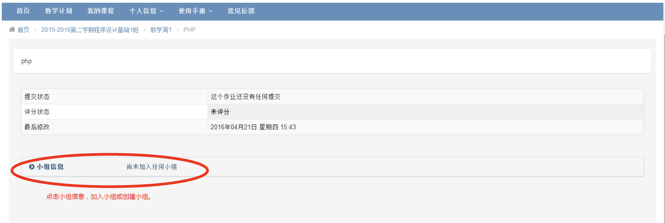 首页 教学计划 我的课程 个人信息 使用手册 意见反馈
首页 2015-2016第二学期程序设计基础1班 教学周1 PHP
php
提交状态 这个作业还没有任何提交
评分状态 未评分
最后修改 2016年04月21日 星期四 15:43
小组信息 尚未加入任何小组
点击小组信息，加入小组或创建小组。